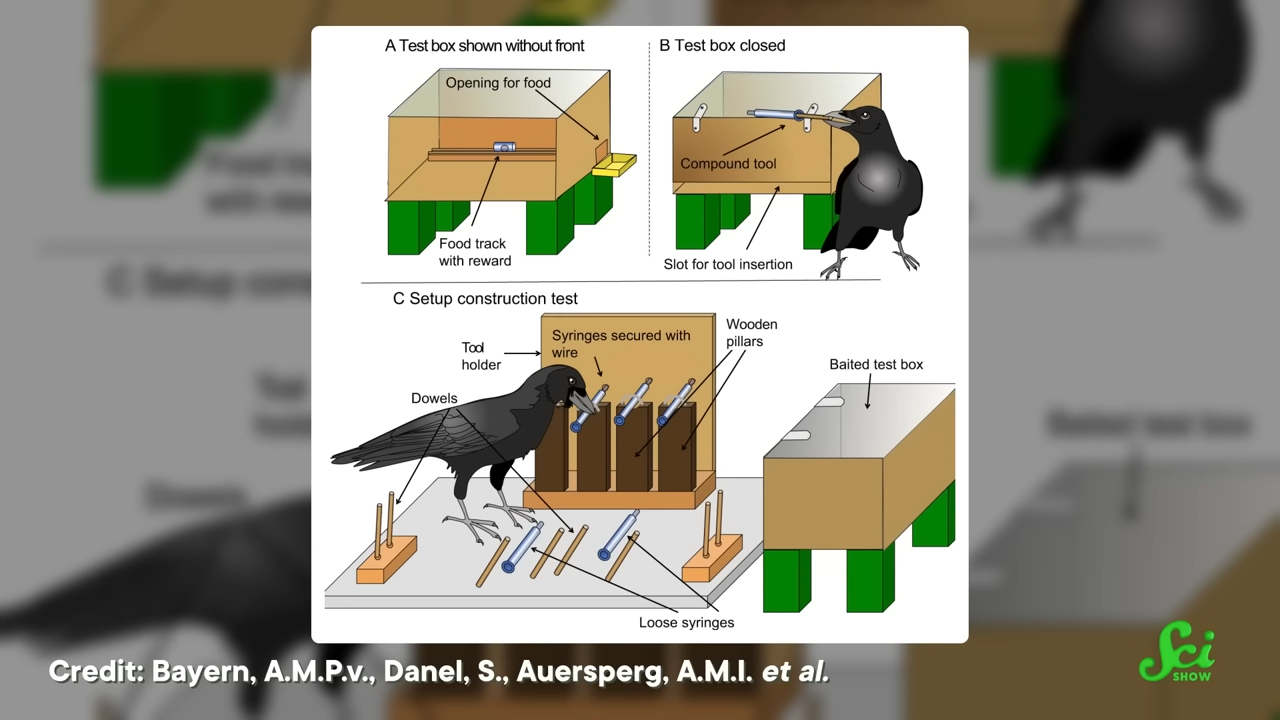 A Test box shown without front
B Test box closed
Opening for food
Compound tool
Food track
with reward
Slot for tool insertion
C Setup construction test
Tool
holder
Syringes secured with
wire
Wooden
pillars
Dowels
Baited test box
Loose syringes
Credit: Bayern, A.M.P.v., Danel, S., Auersperg, A.M.I. et al.
Sci
SHOW